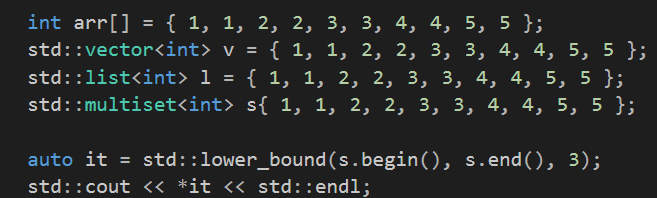 int arr[] = { 1, 1, 2, 2, 3, 3, 4, 4, 5, 5 };
std::vector<int> v = { 1, 1, 2, 2, 3, 3, 4, 4, 5, 5 };
std::list<int> l = { 1, 1, 2, 2, 3, 3, 4, 4, 5, 5 };
std::multiset<int> s{ 1, 1, 2, 2, 3, 3, 4, 4, 5, 5 };
auto it = std::lower_bound(s.begin(), s.end(), 3);
std::cout << *it << std::endl;